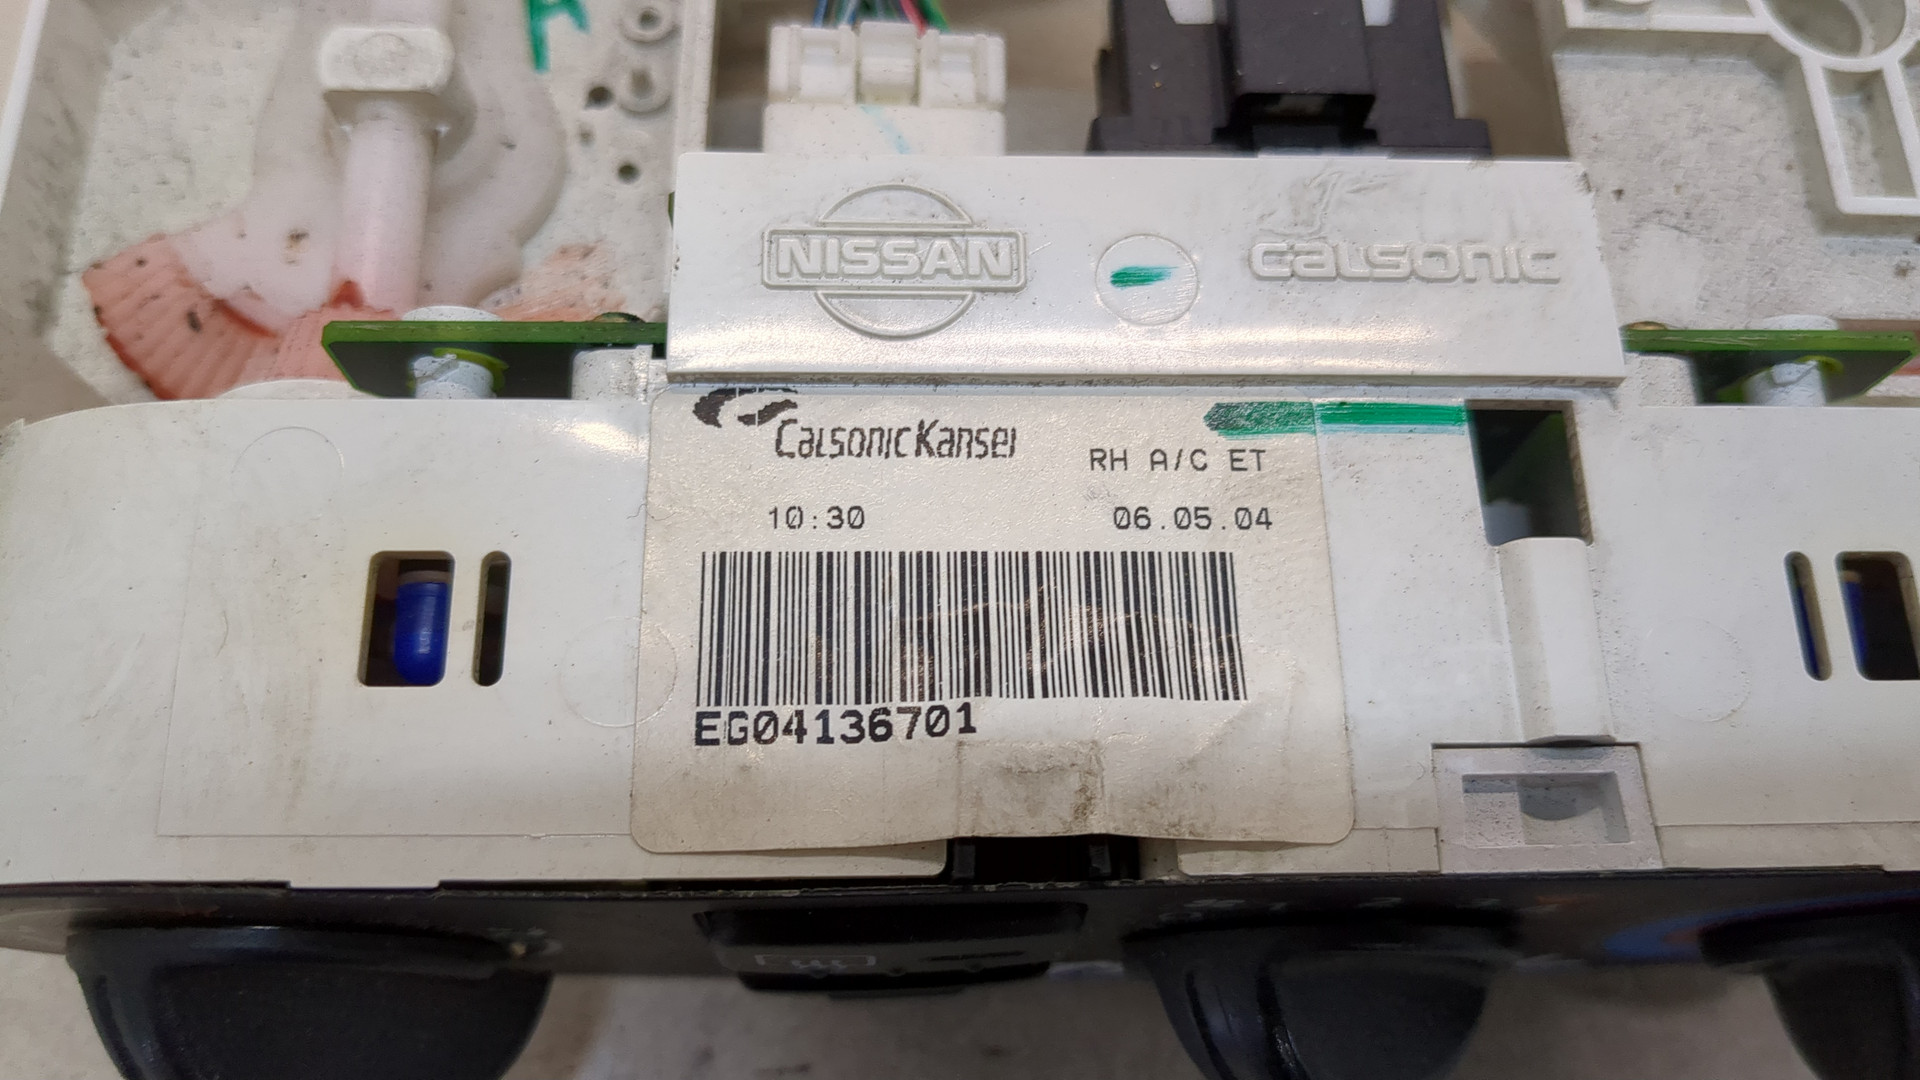 A
NISSAN
CALSONIC
CalsonicKansei
RH A/C ET
10:30 06.05.04
EG04136701